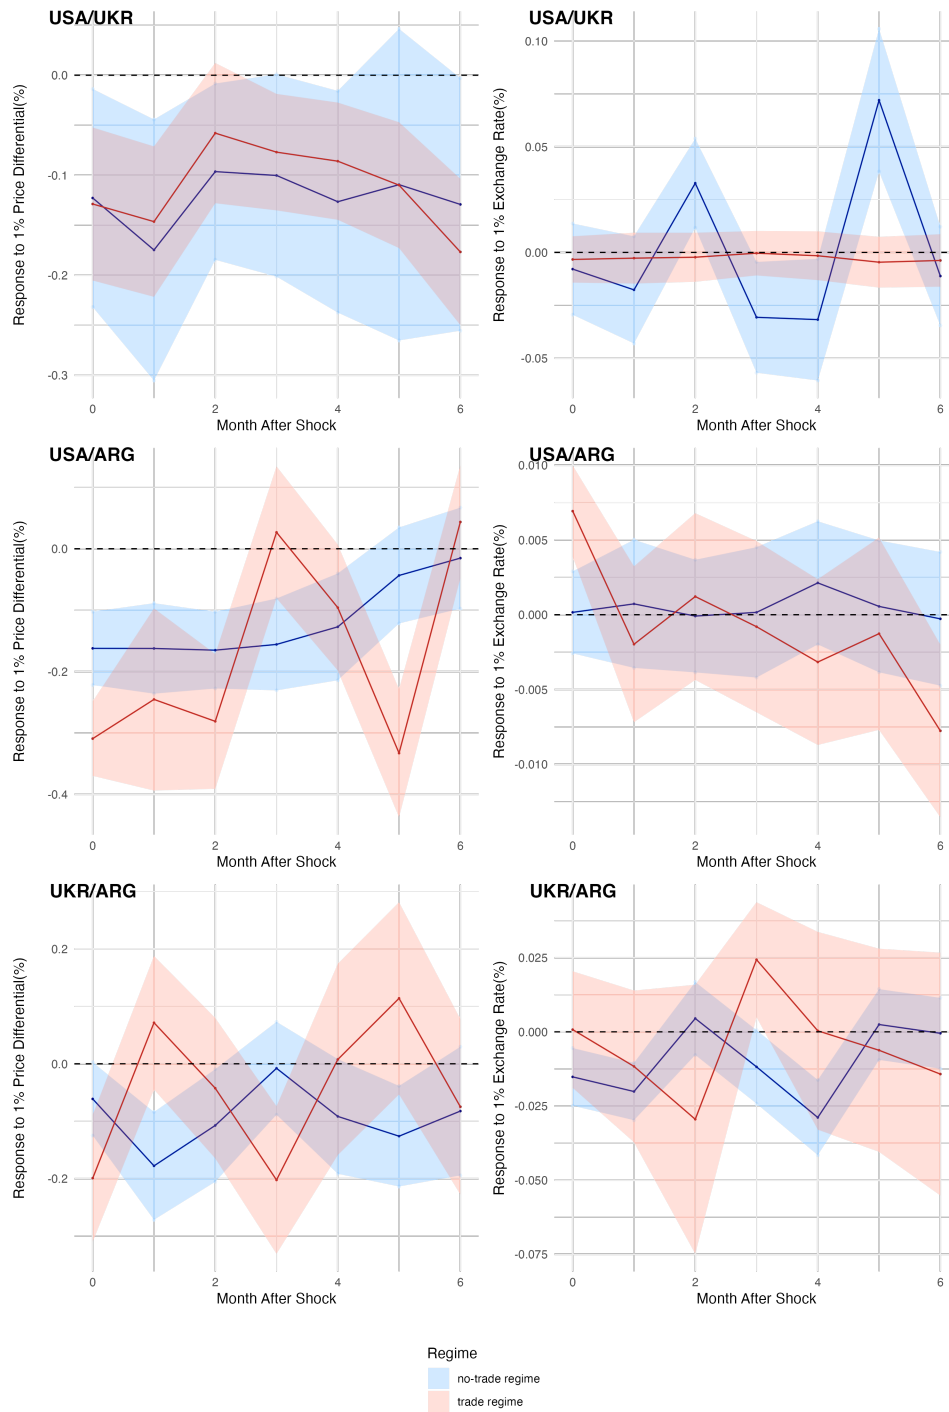 USA/UKR
Response to 1% Price Differential(%)
0.0
-0.1
-0.2
-0.3
0
2
4
6
Month After Shock
USA/UKR
Response to 1% Exchange Rate(%)
0.10
0.05
0.00
-0.05
0
2
4
6
Month After Shock
USA/ARG
Response to 1% Price Differential(%)
0.0
-0.2
-0.4
0
2
4
6
Month After Shock
USA/ARG
Response to 1% Exchange Rate(%)
0.010
0.005
0.000
-0.005
-0.010
0
2
4
6
Month After Shock
UKR/ARG
Response to 1% Price Differential(%)
0.2
0.0
-0.2
0
2
4
6
Month After Shock
UKR/ARG
Response to 1% Exchange Rate(%)
0.025
0.000
-0.025
-0.050
-0.075
0
2
4
6
Month After Shock
Regime
no-trade regime
trade regime